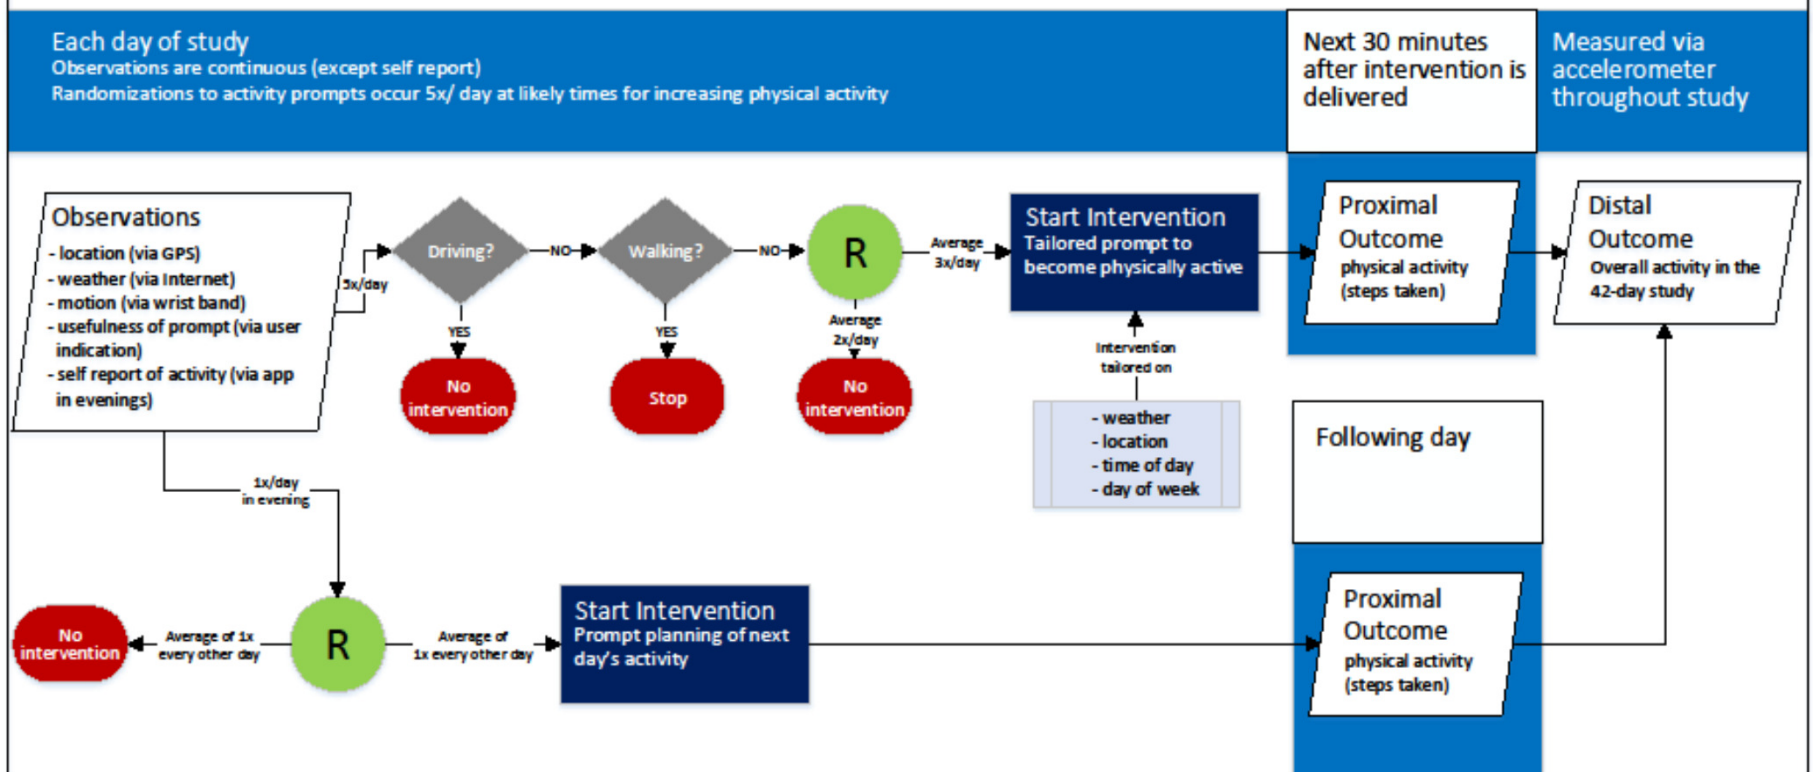 Each day of study
Observations are continuous (except self report)
Randomizations to activity prompts occur 5x/ day at likely times for increasing physical activity
Next 30 minutes
after intervention is
delivered
Measured via
accelerometer
throughout study
Observations
- location (via GPS)
- weather (via Internet)
- motion (via wrist band)
- usefulness of prompt (via user
indication)
- self report of activity (via app
in evenings)
5x/day
Driving?
NO
Walking?
NO
R
Average
3x/day
Start Intervention
Tailored prompt to
become physically active
Proximal
Outcome
physical activity
(steps taken)
Distal
Outcome
Overall activity in the
42-day study
YES
No
intervention
YES
Stop
Average
2x/day
No
intervention
Intervention
tailored on
- weather
- location
- time of day
- day of week
Following day
1x/day
in evening
No
intervention
Average of 1x
every other day
R
Average of
1x every other day
Start Intervention
Prompt planning of next
day's activity
Proximal
Outcome
physical activity
(steps taken)